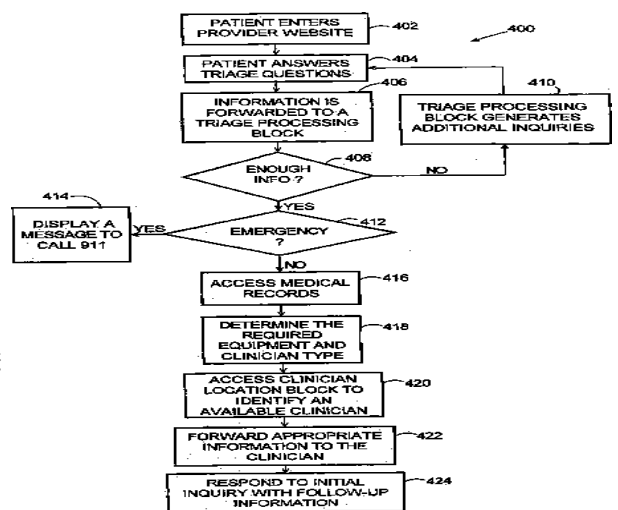 PATIENT ENTERS
PROVIDER WEBSITE
402
400
PATIENT ANSWERS
TRIAGE QUESTIONS
404
406
INFORMATION IS
FORWARDED TO A
TRIAGE PROCESSING
BLOCK
410
TRIAGE PROCESSING
BLOCK GENERATES
ADDITIONAL INQUIRIES
ENOUGH
INFO ?
408
NO
YES
414
DISPLAY A
MESSAGE TO
CALL 911
YES
EMERGENCY
?
412
NO
ACCESS MEDICAL
RECORDS
416
DETERMINE THE
REQUIRED
EQUIPMENT AND
CLINICIAN TYPE
418
ACCESS CLINICIAN
LOCATION BLOCK TO
IDENTIFY AN
AVAILABLE CLINICIAN
420
FORWARD APPROPRIATE
INFORMATION TO THE
CLINICIAN
422
RESPOND TO INITIAL
INQUIRY WITH FOLLOW-UP
INFORMATION
424